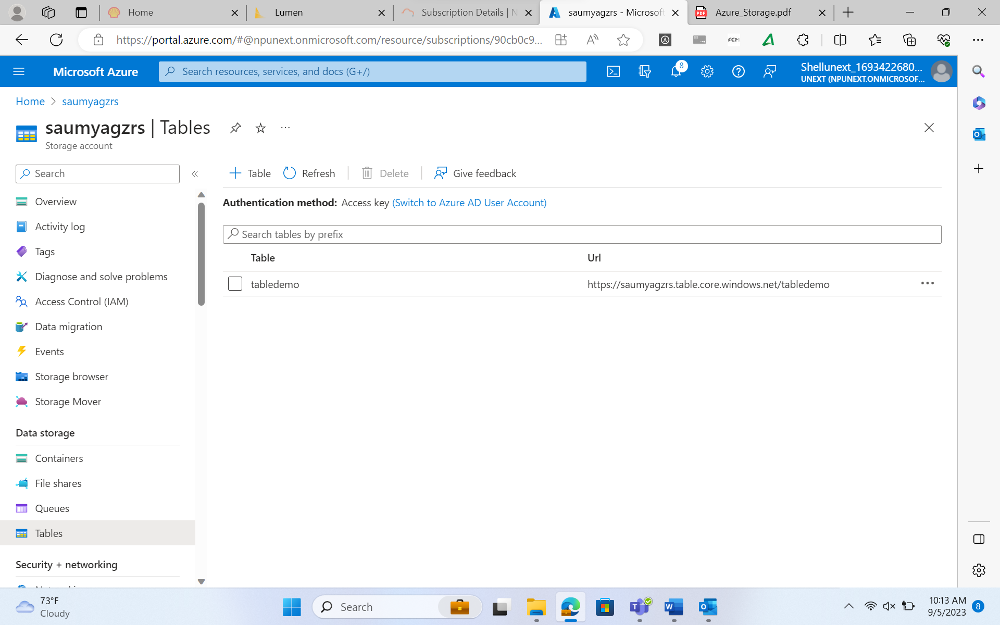 Home
Lumen
Subscription Details | N
saumyagzrs - Microsoft
PDF
Azure_Storage.pdf
https://portal.azure.com/#@npunext.onmicrosoft.com/resource/subscriptions/90cb0c9...
FCM
Microsoft Azure
Search resources, services, and docs (G+/)
8
Shellunext_1693422680...
UNEXT (NPUNEXT.ONMICROSOF...
Home > saumyagzrs
saumyagzrs | Tables
Storage account
Search
Table
Refresh
Delete
Give feedback
Overview
Activity log
Tags
Diagnose and solve problems
Access Control (IAM)
Data migration
Events
Storage browser
Storage Mover
Data storage
Containers
File shares
Queues
Tables
Security + networking
Authentication method: Access key (Switch to Azure AD User Account)
Search tables by prefix
Table Url
tabledemo https://saumyagzrs.table.core.windows.net/tabledemo
73°F
Cloudy
Search
10:13 AM
9/5/2023
8